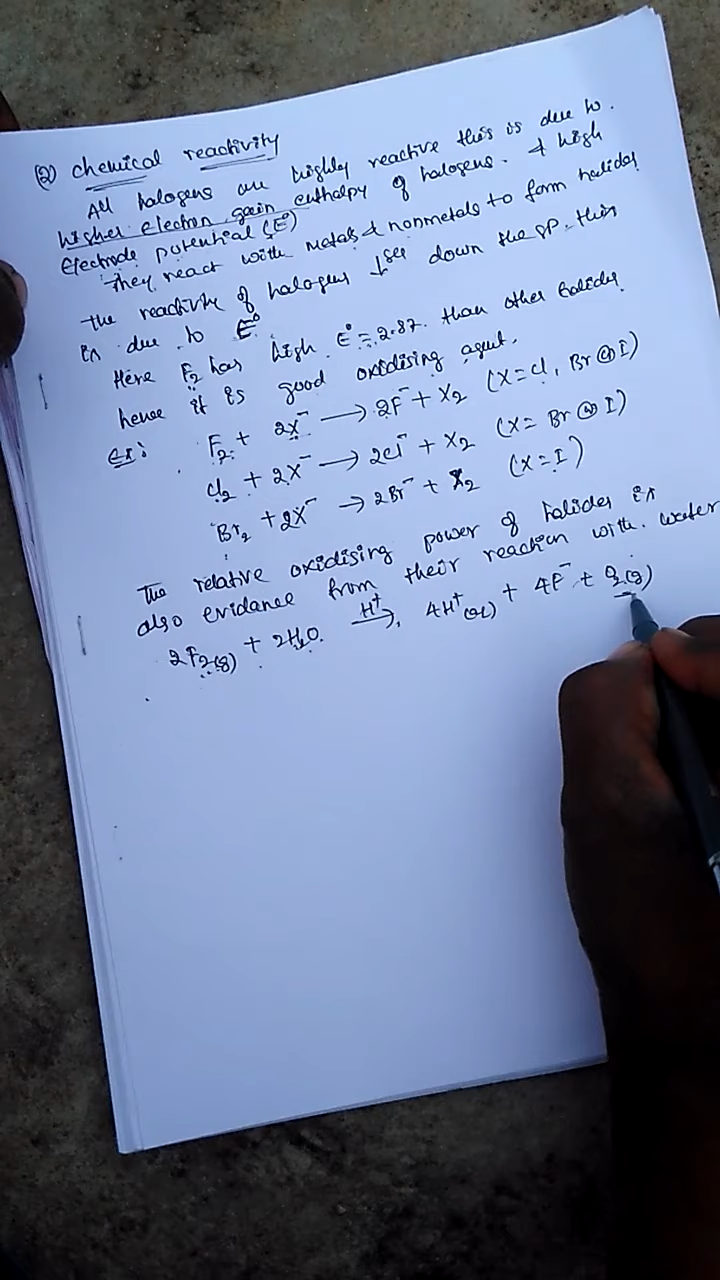 (2) chemical reactivity
All halogens are highly reactive this is due to
higher electron gain enthalpy of halogens. & high
Electrode potential (E°)
They react with metals & nonmetals to form halides
the reactivity of halogens ↓ses down the gP. this
is due to E°
Here F₂ has high E° = 2.87. than other halides
hence it is good oxidising agent.
Ex: F₂ + 2X⁻ → 2F⁻ + X₂ (X = Cl, Br (or) I)
Cl₂ + 2X⁻ → 2Cl⁻ + X₂ (X = Br (or) I)
Br₂ + 2X⁻ → 2Br⁻ + X₂ (X = I)
The relative oxidising power of halides is
also evidance from their reaction with. water
2F₂(g) + 2H₂O H⁺→ 4H⁺ + 4F⁻ + O₂(g)